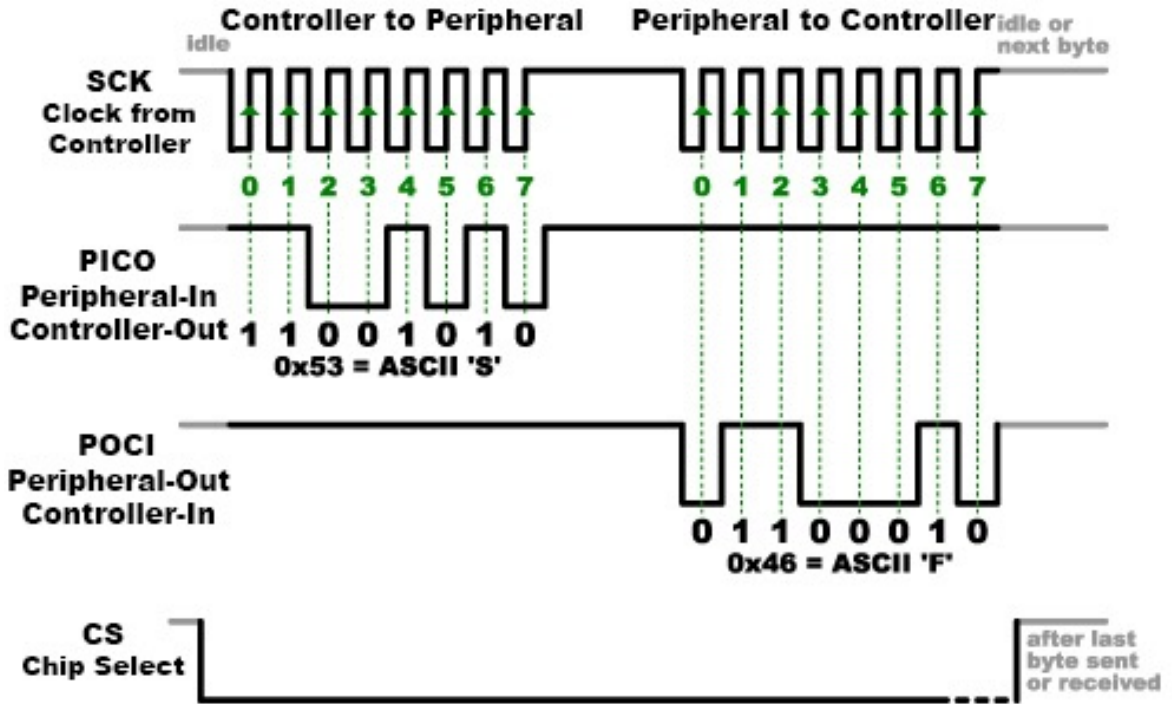 Controller to Peripheral
Peripheral to Controller
idle
idle or
next byte
SCK
Clock from
Controller
0 1 2 3 4 5 6 7
0 1 2 3 4 5 6 7
PICO
Peripheral-In
Controller-Out
1 1 0 0 1 0 1 0
0x53 = ASCII 'S'
POCI
Peripheral-Out
Controller-In
0 1 1 0 0 0 1 0
0x46 = ASCII 'F'
CS
Chip Select
after last
byte sent
or received